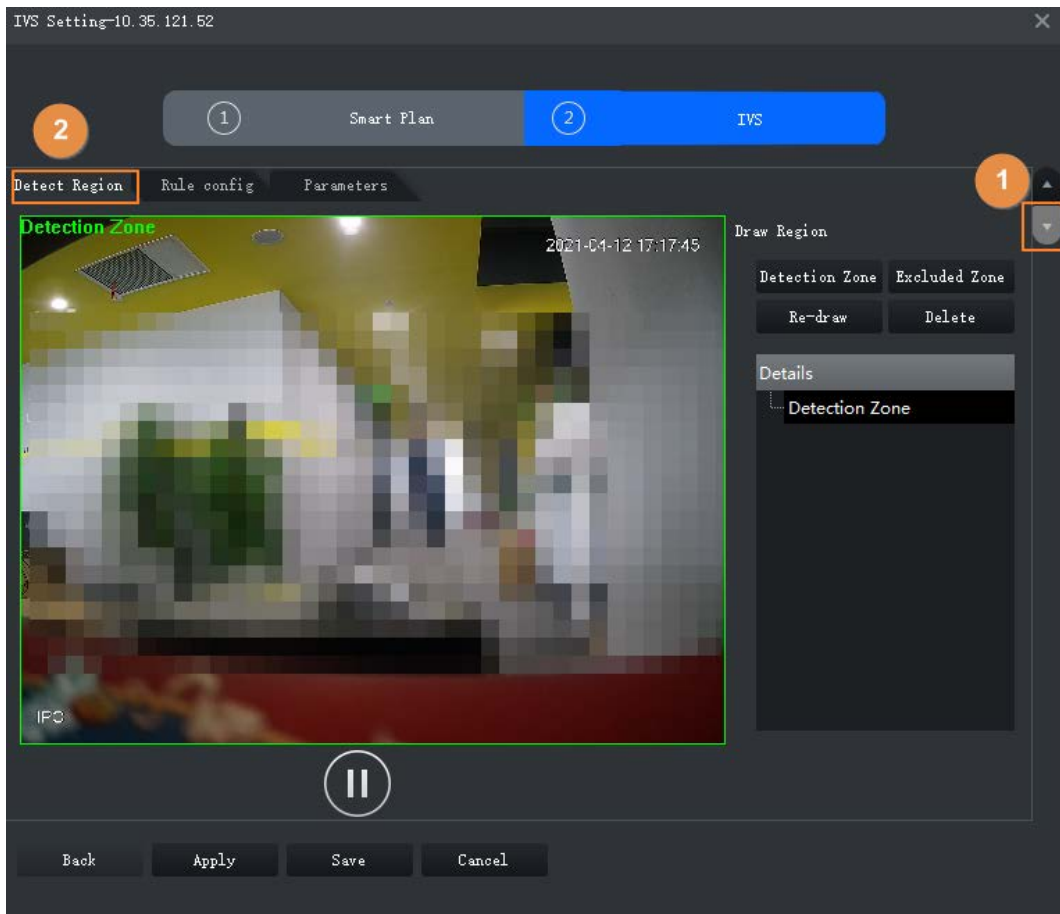 IVS Setting-10.35.121.52
1 Smart Plan 2 IVS
2
Detect Region Rule config Parameters
1
Detection Zone
2021-04-12 17:17:45
Draw Region
Detection Zone Excluded Zone
Re-draw Delete
Details
Detection Zone
IPC
Back Apply Save Cancel